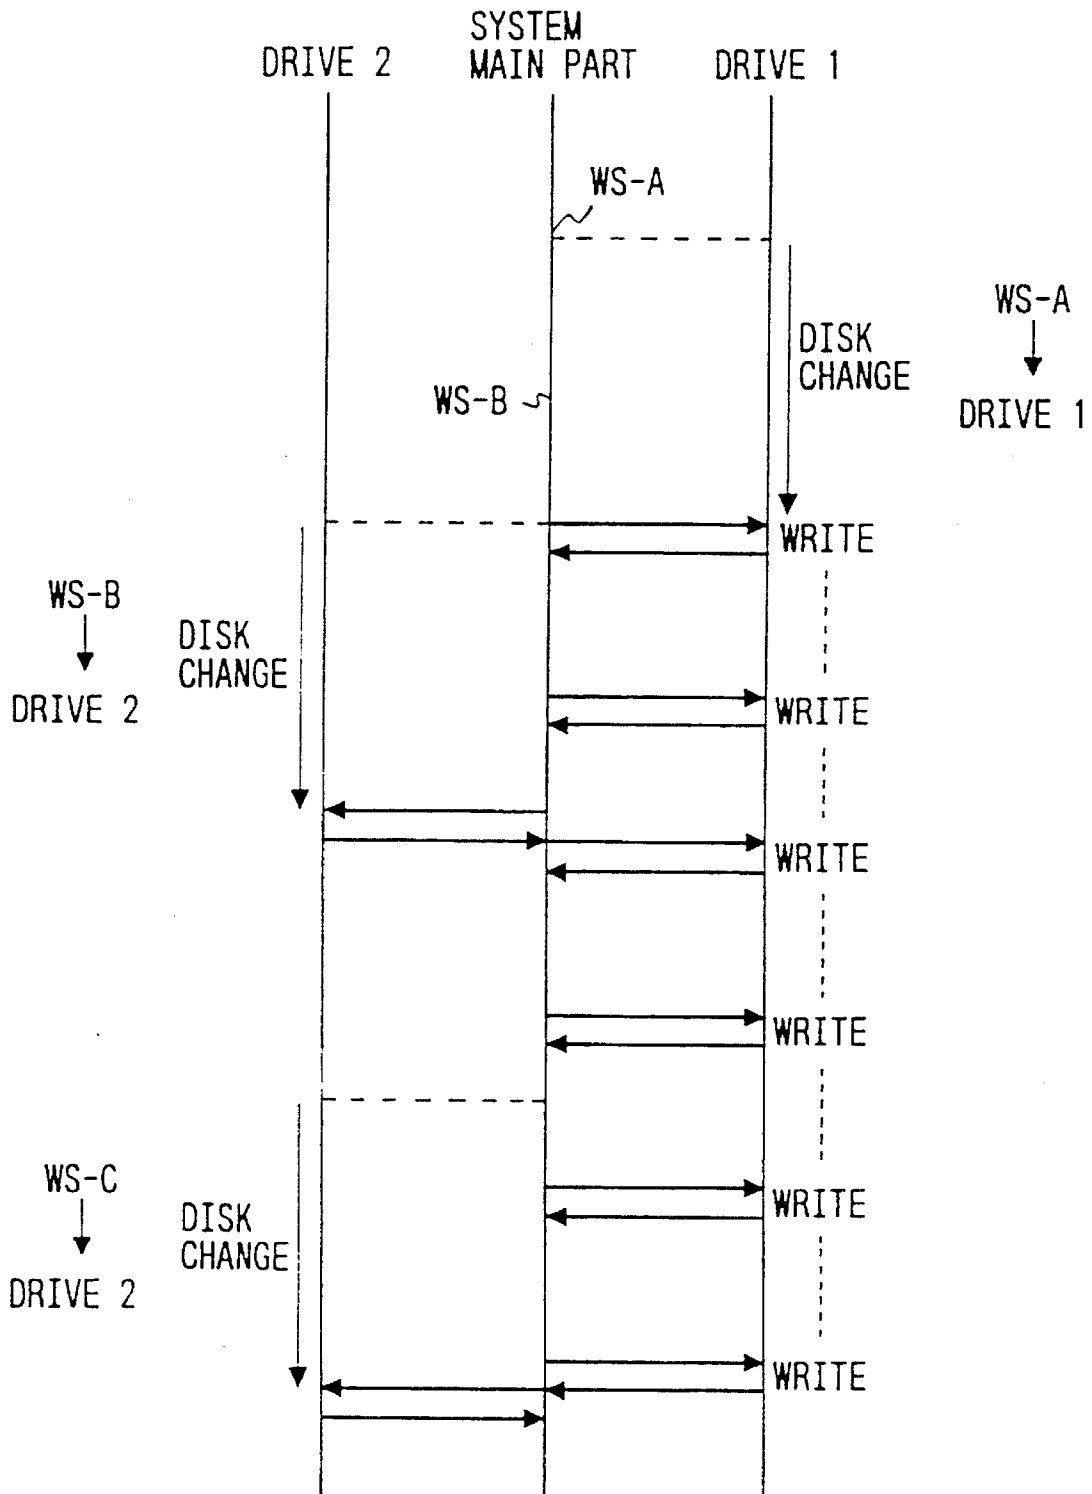 DRIVE 2
SYSTEM
MAIN PART
DRIVE 1
WS-A
WS-A
DRIVE 1
DISK
CHANGE
WS-B
WRITE
WS-B
DRIVE 2
DISK
CHANGE
WRITE
WRITE
WRITE
WS-C
DRIVE 2
DISK
CHANGE
WRITE
WRITE